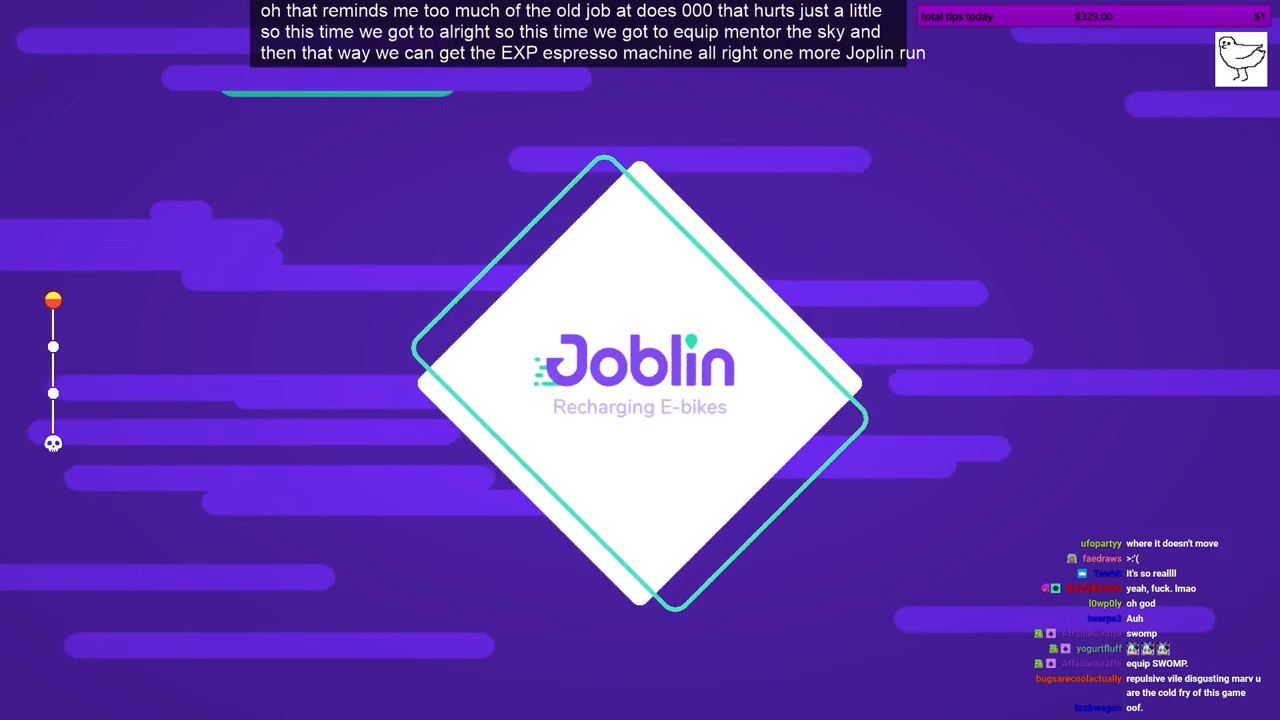 oh that reminds me too much of the old job at does 000 that hurts just a little
so this time we got to alright so this time we got to equip mentor the sky and
then that way we can get the EXP espresso machine all right one more Joplin run
total tips today $329.00 $1
Joblin
Recharging E-bikes
ufopartyy where it doesn't move
faedraws >:'(
it's so reallll
yeah, fuck. lmao
l0wp0ly oh god
twerps3 Auh
AffableGiraffe swomp
yogurtfluff
AffableGiraffe equip SWOMP.
bugsarecoolactually repulsive vile disgusting marv u
are the cold fry of this game
krabwagon oof.